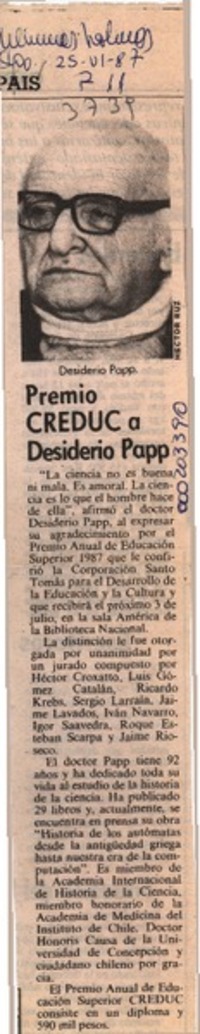 Stgo. 25-VI-87
PAIS
P 11
3739
HECTOR RUZ
Desiderio Papp.
Premio
CREDUC a
Desiderio Papp
000203390
"La ciencia no es buena
ni mala. Es amoral. La cien-
cia es lo que el hombre hace
de ella", afirmó el doctor
Desiderio Papp, al expresar
su agradecimiento por el
Premio Anual de Educación
Superior 1987 que le confi-
rió la Corporación Santo
Tomás para el Desarrollo de
la Educación y la Cultura y
que recibirá el próximo 3 de
julio, en la sala América de
la Biblioteca Nacional.
La distinción le fue otor-
gada por unanimidad por
un jurado compuesto por
Héctor Croxatto, Luis Gó-
mez Catalán, Ricardo
Krebs, Sergio Larraín, Jai-
me Lavados, Iván Navarro,
Igor Saavedra, Roque Es-
teban Scarpa y Jaime Rio-
seco.
El doctor Papp tiene 92
años y ha dedicado toda su
vida al estudio de la historia
de la ciencia. Ha publicado
29 libros y, actualmente, se
encuentra en prensa su obra
"Historia de los autómatas
desde la antigüedad griega
hasta nuestra era de la com-
putación". Es miembro de
la Academia Internacional
de Historia de la Ciencia,
miembro honorario de la
Academia de Medicina del
Instituto de Chile, Doctor
Honoris Causa de la Uni-
versidad de Concepción y
ciudadano chileno por gra-
cia.
El Premio Anual de Edu-
cación Superior CREDUC
consiste en un diploma y
590 mil pesos.